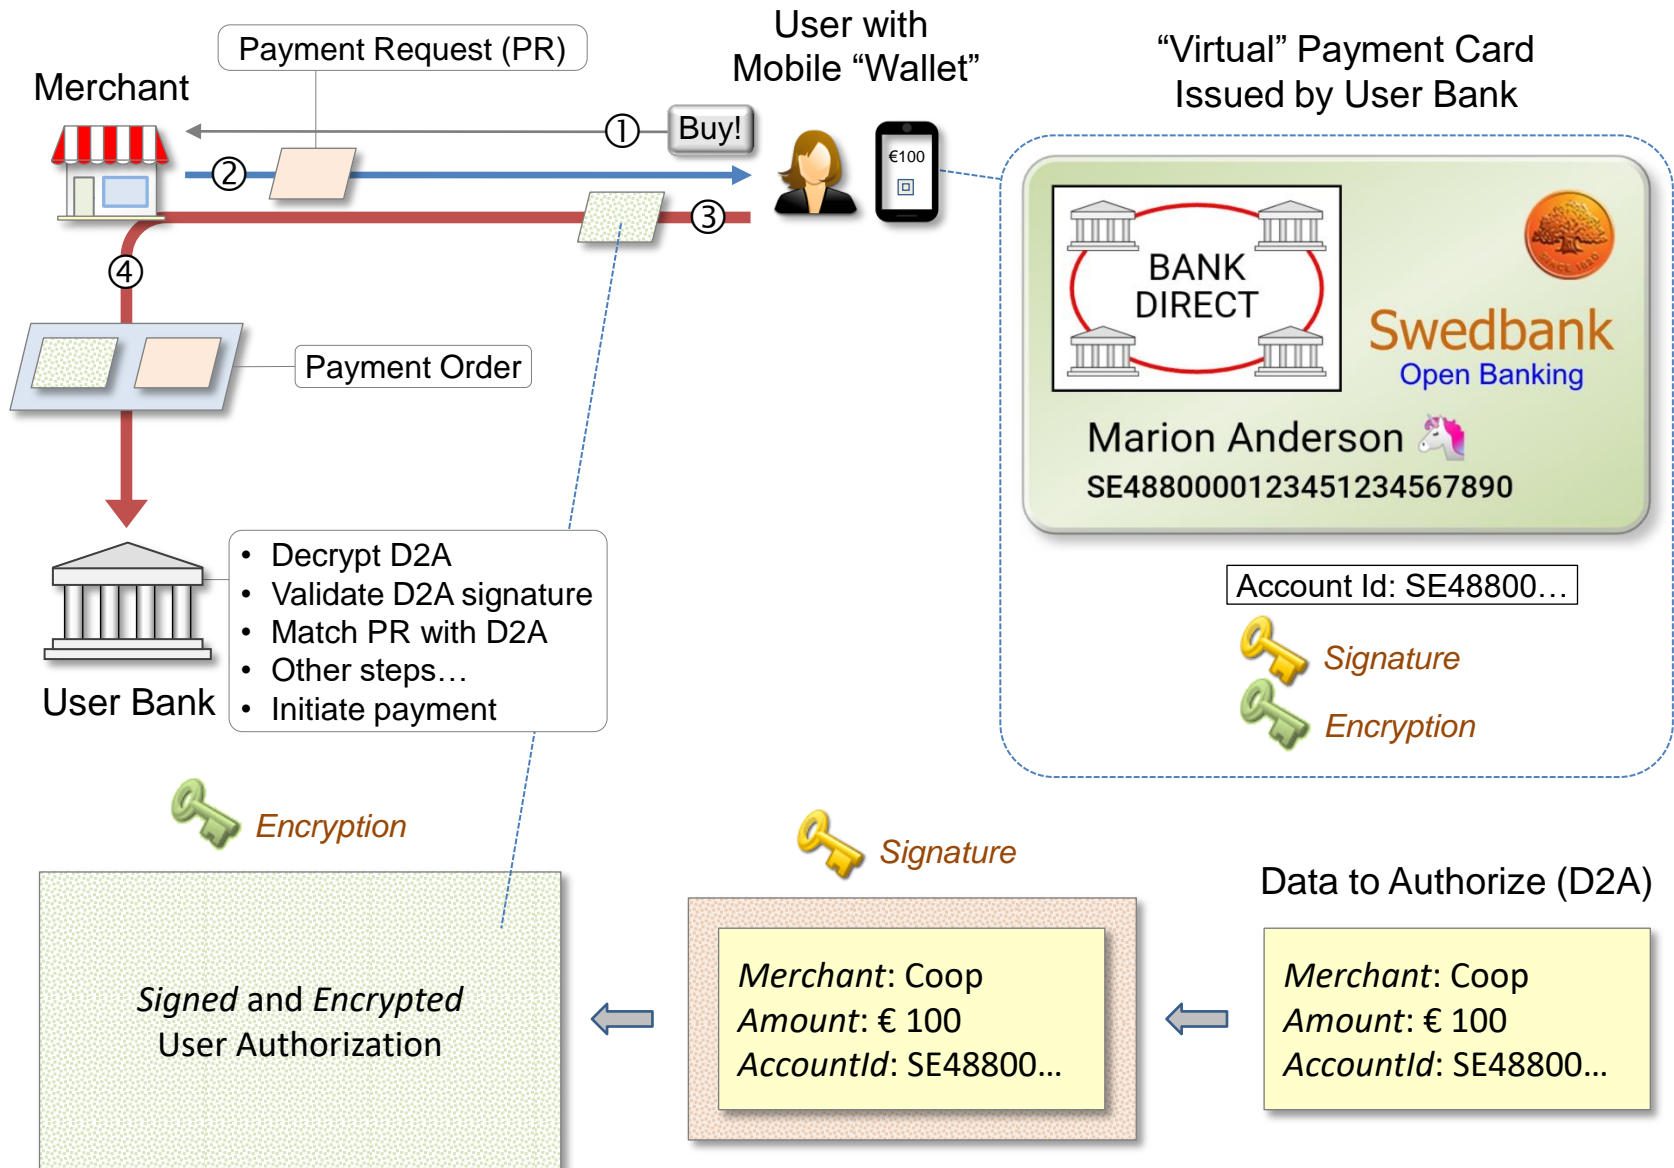 Payment Request (PR)
User with
Mobile “Wallet”
“Virtual” Payment Card
Issued by User Bank
Merchant
①
Buy!
②
€100
③
④
BANK
DIRECT
SINCE 1820
Swedbank
Open Banking
Marion Anderson 🦄
SE4880000123451234567890
Payment Order
Account Id: SE48800…
Signature
Encryption
• Decrypt D2A
• Validate D2A signature
• Match PR with D2A
• Other steps…
• Initiate payment
User Bank
Encryption
Signature
Data to Authorize (D2A)
Signed and Encrypted
User Authorization
Merchant: Coop
Amount: € 100
AccountId: SE48800…
Merchant: Coop
Amount: € 100
AccountId: SE48800…